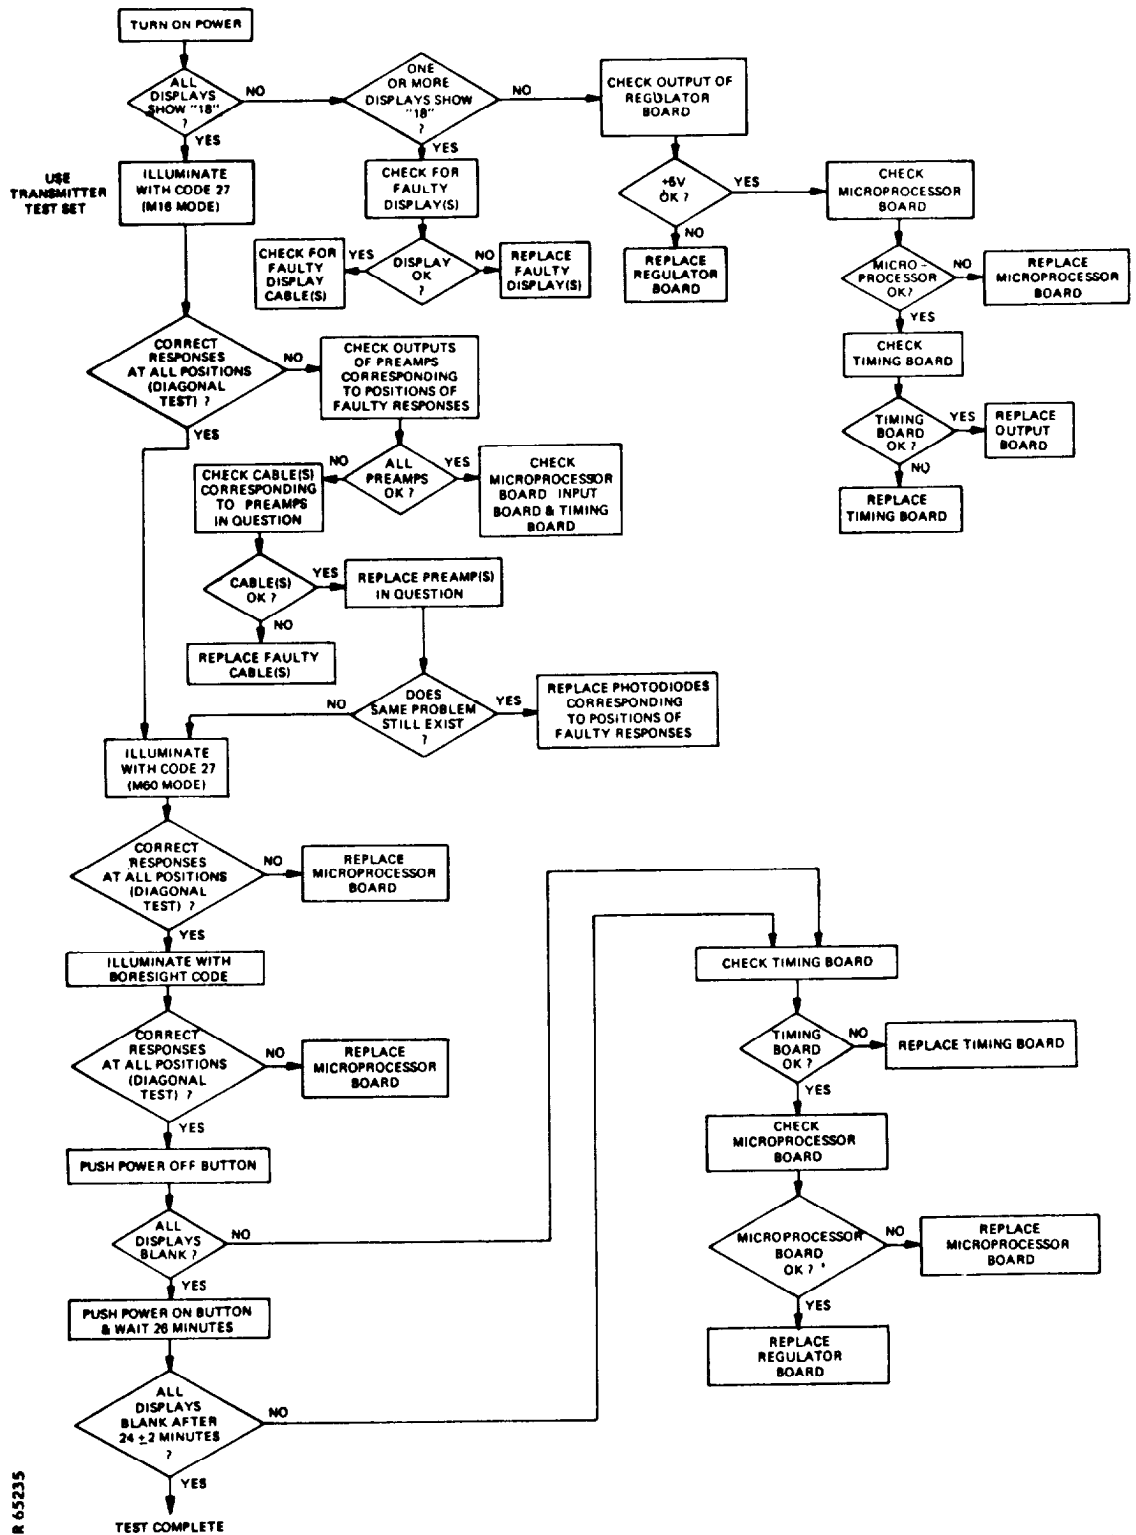 TURN ON POWER
ALL
DISPLAYS
SHOW "18"
?
NO
YES
ONE
OR MORE
DISPLAYS SHOW
"18"
?
NO
YES
CHECK OUTPUT OF
REGULATOR
BOARD
USE
TRANSMITTER
TEST SET
ILLUMINATE
WITH CODE 27
(M16 MODE)
CHECK FOR
FAULTY
DISPLAY(S)
+5V
OK ?
YES
NO
CHECK
MICROPROCESSOR
BOARD
CHECK FOR
FAULTY
DISPLAY
CABLE(S)
YES
DISPLAY
OK
?
NO
REPLACE
FAULTY
DISPLAY(S)
REPLACE
REGULATOR
BOARD
MICRO-
PROCESSOR
OK?
NO
YES
REPLACE
MICROPROCESSOR
BOARD
CORRECT
RESPONSES
AT ALL POSITIONS
(DIAGONAL
TEST) ?
NO
YES
CHECK OUTPUTS
OF PREAMPS
CORRESPONDING
TO POSITIONS OF
FAULTY RESPONSES
CHECK
TIMING BOARD
TIMING
BOARD
OK?
YES
NO
REPLACE
OUTPUT
BOARD
REPLACE
TIMING BOARD
CHECK CABLE(S)
CORRESPONDING
TO PREAMPS
IN QUESTION
NO
ALL
PREAMPS
OK ?
YES
CHECK
MICROPROCESSOR
BOARD INPUT
BOARD & TIMING
BOARD
CABLE(S)
OK ?
YES
NO
REPLACE PREAMP(S)
IN QUESTION
REPLACE FAULTY
CABLE(S)
NO
DOES
SAME PROBLEM
STILL EXIST
?
YES
REPLACE PHOTODIODES
CORRESPONDING
TO POSITIONS OF
FAULTY RESPONSES
ILLUMINATE
WITH CODE 27
(M60 MODE)
CORRECT
RESPONSES
AT ALL POSITIONS
(DIAGONAL
TEST) ?
NO
YES
REPLACE
MICROPROCESSOR
BOARD
ILLUMINATE WITH
BORESIGHT CODE
CORRECT
RESPONSES
AT ALL POSITIONS
(DIAGONAL
TEST) ?
NO
YES
REPLACE
MICROPROCESSOR
BOARD
PUSH POWER OFF BUTTON
ALL
DISPLAYS
BLANK ?
NO
YES
PUSH POWER ON BUTTON
& WAIT 26 MINUTES
ALL
DISPLAYS
BLANK AFTER
24 ±2 MINUTES
?
NO
YES
TEST COMPLETE
CHECK TIMING BOARD
TIMING
BOARD
OK ?
NO
YES
REPLACE TIMING BOARD
CHECK
MICROPROCESSOR
BOARD
MICROPROCESSOR
BOARD
OK ?
NO
YES
REPLACE
MICROPROCESSOR
BOARD
REPLACE
REGULATOR
BOARD
R 65235